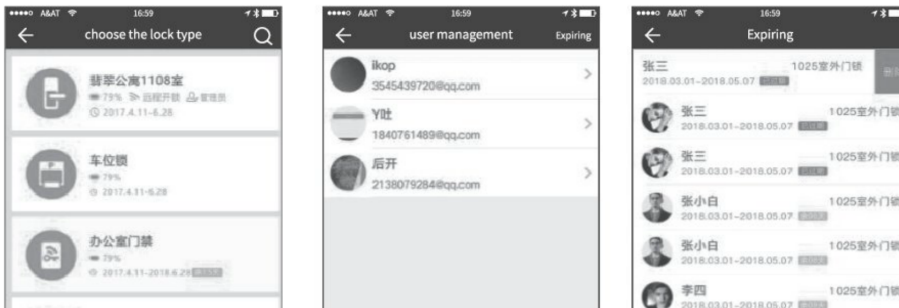 A&AT 16:59
choose the lock type
翡翠公寓1108室
79% 远程开锁 管理员
2017.4.11-6.28
车位锁
79%
2017.4.11-6.28
办公室门禁
79%
2017.4.11-2018.6.29
A&AT 16:59
user management Expiring
ikop
3545439720@qq.com
Y吐
1840761489@qq.com
后开
2138079284@qq.com
A&AT 16:59
Expiring
张三 1025室外门锁
2018.03.01-2018.05.07 已过期
张三 1025室外门锁
2018.03.01-2018.05.07 已过期
张三 1025室外门锁
2018.03.01-2018.05.07 已过期
张小白 1025室外门锁
2018.03.01-2018.05.07
张小白 1025室外门锁
2018.03.01-2018.05.07
李四 1025室外门锁
2018.03.01-2018.05.07